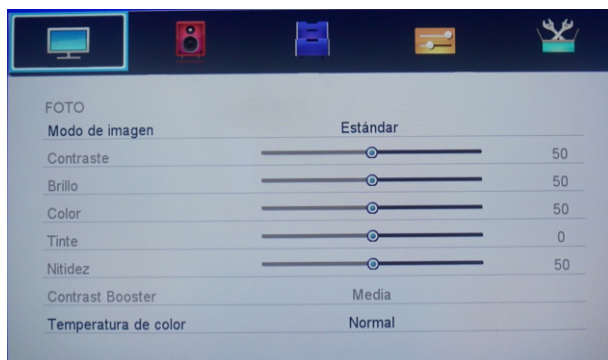 FOTO
Modo de imagen Estándar
Contraste 50
Brillo 50
Color 50
Tinte 0
Nitidez 50
Contrast Booster Media
Temperatura de color Normal